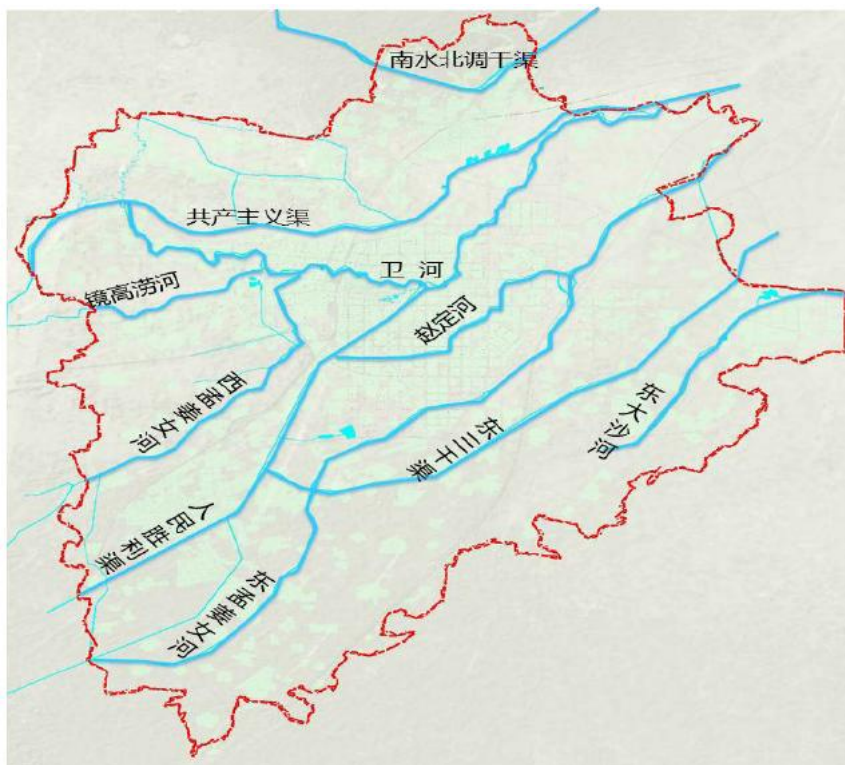 南水北调干渠
共产主义渠
卫 河
镜高涝河
赵定河
西孟姜女河
东三干渠
东大沙河
人民胜利渠
东孟姜女河